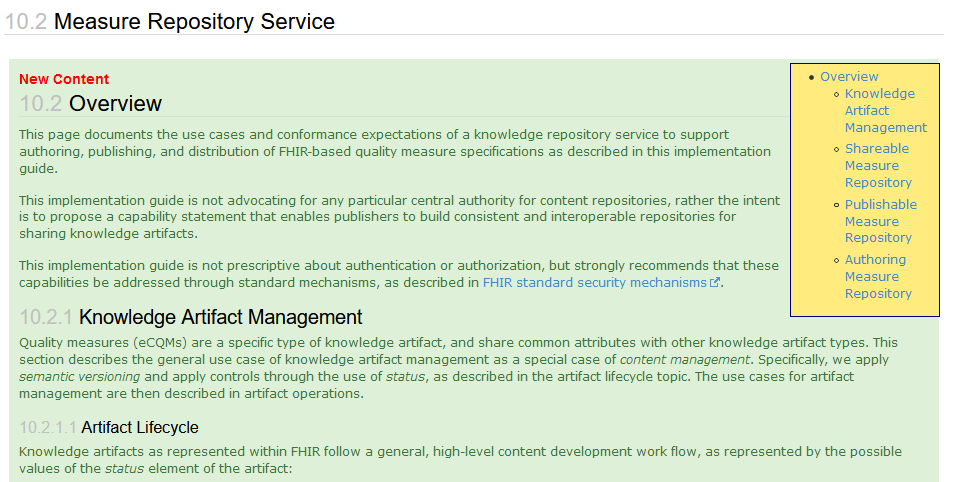 10.2 Measure Repository Service
New Content
10.2 Overview
This page documents the use cases and conformance expectations of a knowledge repository service to support
authoring, publishing, and distribution of FHIR-based quality measure specifications as described in this implementation
guide.
This implementation guide is not advocating for any particular central authority for content repositories, rather the intent
is to propose a capability statement that enables publishers to build consistent and interoperable repositories for
sharing knowledge artifacts.
This implementation guide is not prescriptive about authentication or authorization, but strongly recommends that these
capabilities be addressed through standard mechanisms, as described in FHIR standard security mechanisms.
Overview
Knowledge
Artifact
Management
Shareable
Measure
Repository
Publishable
Measure
Repository
Authoring
Measure
Repository
10.2.1 Knowledge Artifact Management
Quality measures (eCQMs) are a specific type of knowledge artifact, and share common attributes with other knowledge artifact types. This
section describes the general use case of knowledge artifact management as a special case of content management. Specifically, we apply
semantic versioning and apply controls through the use of status, as described in the artifact lifecycle topic. The use cases for artifact
management are then described in artifact operations.
10.2.1.1 Artifact Lifecycle
Knowledge artifacts as represented within FHIR follow a general, high-level content development work flow, as represented by the possible
values of the status element of the artifact: